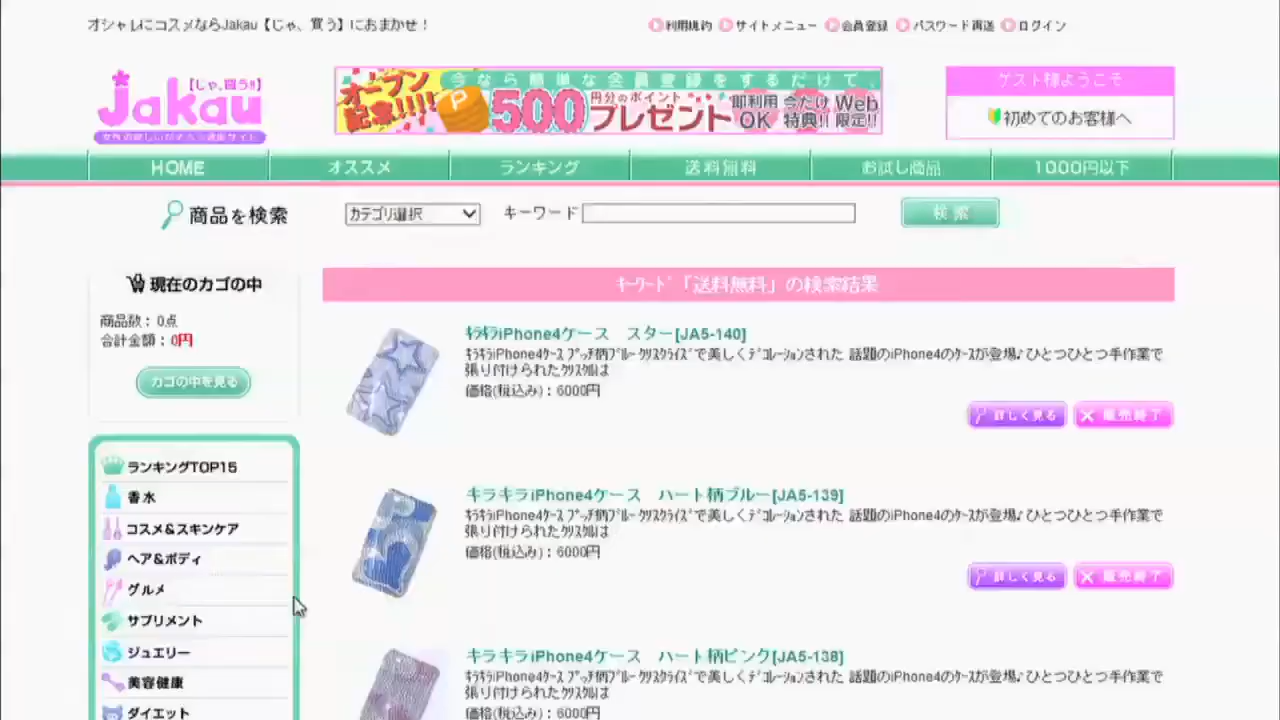 オシャレにコスメならJakau【じゃ、買う】におまかせ!
利用規約 サイトメニュー 会員登録 パスワード再送 ログイン
【じゃ、買う!!】
Jakau
オープン記念!!!!
今なら簡単な会員登録をするだけで、
500円分のポイントプレゼント
即利用OK 今だけ特典!! Web限定!!
ゲスト様ようこそ
初めてのお客様へ
HOME オススメ ランキング 送料無料 お試し商品 1000円以下
商品を検索 カテゴリ選択 キーワード 検索
現在のカゴの中
商品数：0点
合計金額：0円
カゴの中を見る
ランキングTOP15
香水
コスメ&スキンケア
ヘア&ボディ
グルメ
サプリメント
ジュエリー
美容健康
ダイエット
ｷｰﾜｰﾄﾞ「送料無料」の検索結果
ｷﾗｷﾗiPhone4ケース　スター[JA5-140]
ｷﾗｷﾗiPhone4ｹｰｽ ﾌﾟｯﾁ柄ﾌﾞﾙｰ ｸﾘｽﾀﾗｲｽﾞで美しくﾃﾞｺﾚｰｼｮﾝされた 話題のiPhone4のｹｰｽが登場♪ひとつひとつ手作業で
張り付けられたｸﾘｽﾀﾙは
価格(税込み)：6000円
詳しく見る 販売終了
キラキラiPhone4ケース　ハート柄ブルー[JA5-139]
ｷﾗｷﾗiPhone4ｹｰｽ ﾌﾟｯﾁ柄ﾌﾞﾙｰ ｸﾘｽﾀﾗｲｽﾞで美しくﾃﾞｺﾚｰｼｮﾝされた 話題のiPhone4のｹｰｽが登場♪ひとつひとつ手作業で
張り付けられたｸﾘｽﾀﾙは
価格(税込み)：6000円
詳しく見る 販売終了
キラキラiPhone4ケース　ハート柄ピンク[JA5-138]
ｷﾗｷﾗiPhone4ｹｰｽ ﾌﾟｯﾁ柄ﾌﾞﾙｰ ｸﾘｽﾀﾗｲｽﾞで美しくﾃﾞｺﾚｰｼｮﾝされた 話題のiPhone4のｹｰｽが登場♪ひとつひとつ手作業で
張り付けられたｸﾘｽﾀﾙは
価格(税込み)：6000円